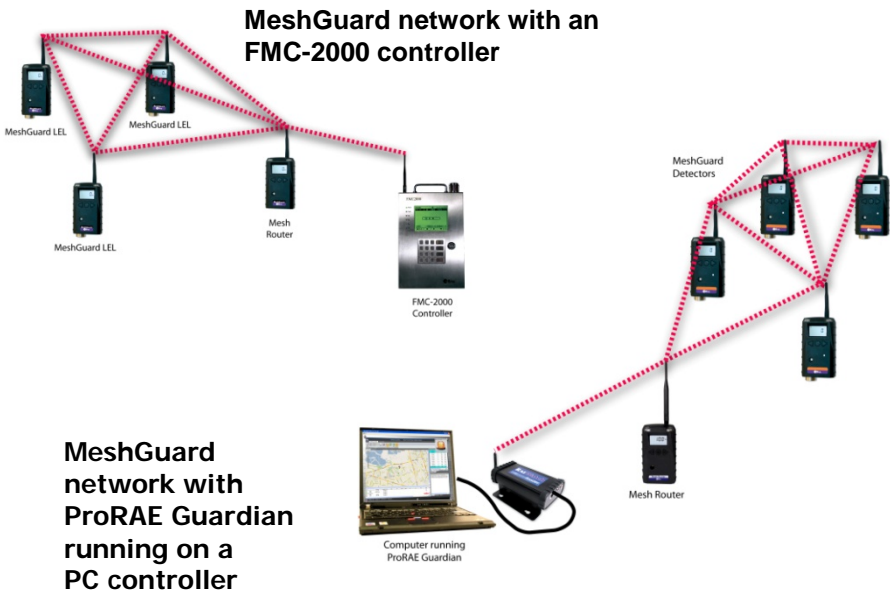 MeshGuard network with an
FMC-2000 controller
MeshGuard LEL
MeshGuard LEL
MeshGuard LEL
Mesh
Router
FMC-2000
Controller
MeshGuard
Detectors
Mesh Router
MeshGuard
network with
ProRAE Guardian
running on a
PC controller
Computer running
ProRAE Guardian